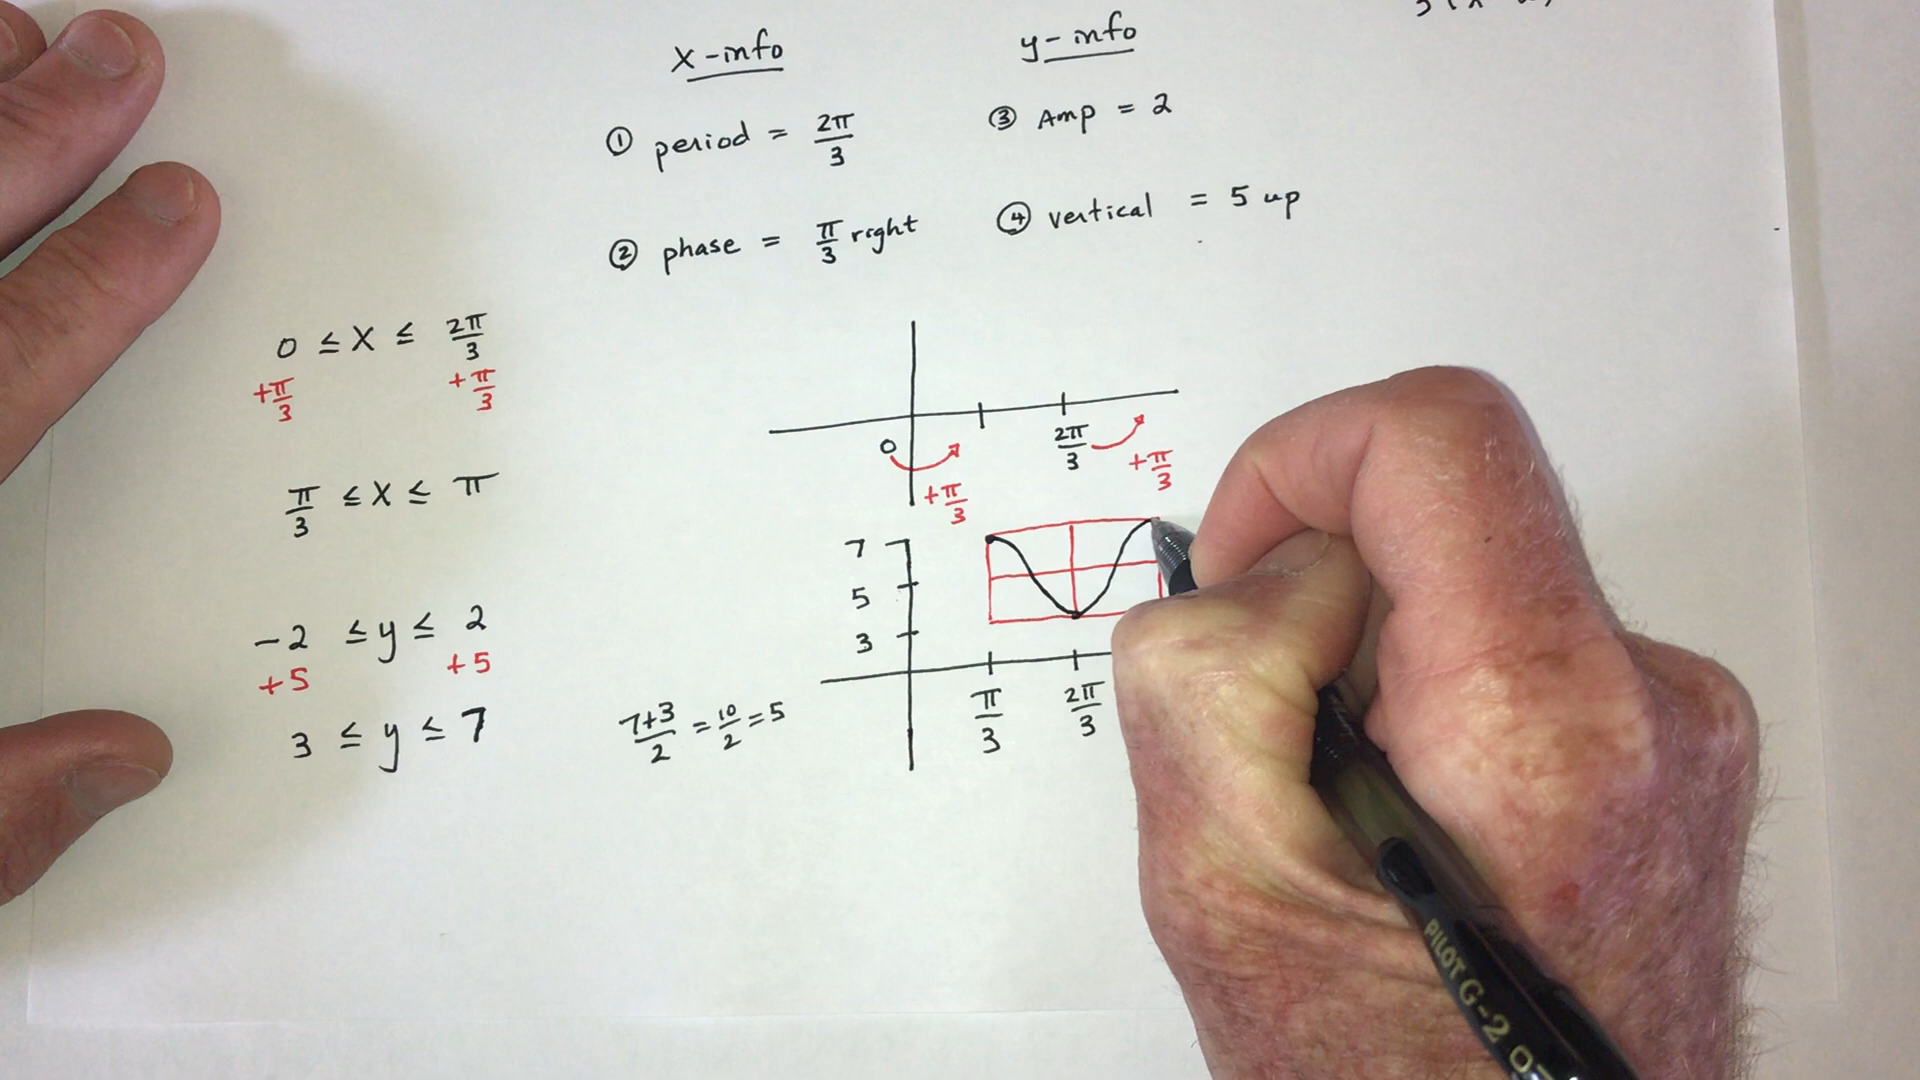 x-info
y-info
① period = 2π/3
③ Amp = 2
② phase = π/3 right
④ vertical = 5 up
0 ≤ x ≤ 2π/3
+π/3 +π/3
π/3 ≤ x ≤ π
-2 ≤ y ≤ 2
+5 +5
3 ≤ y ≤ 7
0 2π/3
+π/3 +π/3
7
5
3
π/3 2π/3
7+3/2 = 10/2 = 5
PILOT G-2